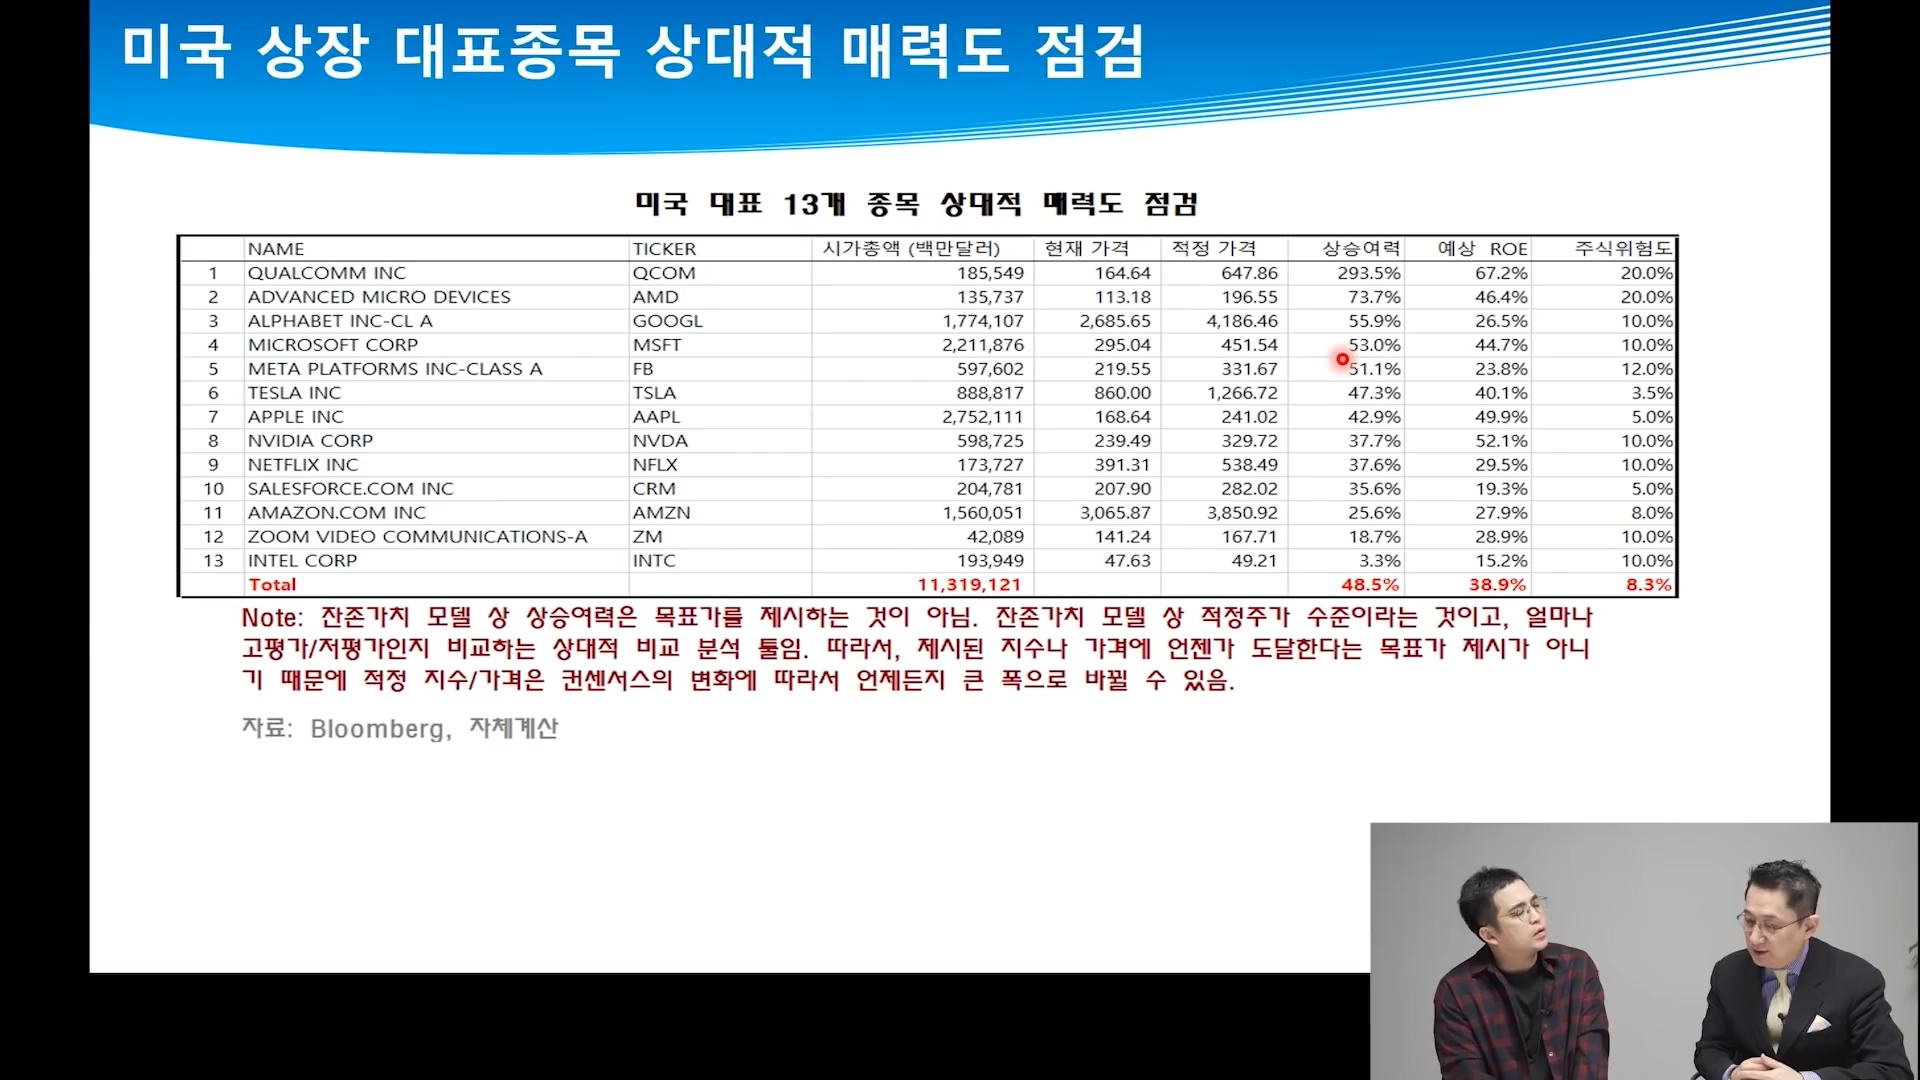 미국 상장 대표종목 상대적 매력도 점검
미국 대표 13개 종목 상대적 매력도 점검
NAME TICKER 시가총액 (백만달러) 현재 가격 적정 가격 상승여력 예상 ROE 주식위험도
1 QUALCOMM INC QCOM 185,549 164.64 647.86 293.5% 67.2% 20.0%
2 ADVANCED MICRO DEVICES AMD 135,737 113.18 196.55 73.7% 46.4% 20.0%
3 ALPHABET INC-CL A GOOGL 1,774,107 2,685.65 4,186.46 55.9% 26.5% 10.0%
4 MICROSOFT CORP MSFT 2,211,876 295.04 451.54 53.0% 44.7% 10.0%
5 META PLATFORMS INC-CLASS A FB 597,602 219.55 331.67 51.1% 23.8% 12.0%
6 TESLA INC TSLA 888,817 860.00 1,266.72 47.3% 40.1% 3.5%
7 APPLE INC AAPL 2,752,111 168.64 241.02 42.9% 49.9% 5.0%
8 NVIDIA CORP NVDA 598,725 239.49 329.72 37.7% 52.1% 10.0%
9 NETFLIX INC NFLX 173,727 391.31 538.49 37.6% 29.5% 10.0%
10 SALESFORCE.COM INC CRM 204,781 207.90 282.02 35.6% 19.3% 5.0%
11 AMAZON.COM INC AMZN 1,560,051 3,065.87 3,850.92 25.6% 27.9% 8.0%
12 ZOOM VIDEO COMMUNICATIONS-A ZM 42,089 141.24 167.71 18.7% 28.9% 10.0%
13 INTEL CORP INTC 193,949 47.63 49.21 3.3% 15.2% 10.0%
Total 11,319,121 48.5% 38.9% 8.3%
Note: 잔존가치 모델 상 상승여력은 목표가를 제시하는 것이 아님. 잔존가치 모델 상 적정주가 수준이라는 것이고, 얼마나
고평가/저평가인지 비교하는 상대적 비교 분석 툴임. 따라서, 제시된 지수나 가격에 언젠가 도달한다는 목표가 제시가 아니
기 때문에 적정 지수/가격은 컨센서스의 변화에 따라서 언제든지 큰 폭으로 바뀔 수 있음.
자료: Bloomberg, 자체계산